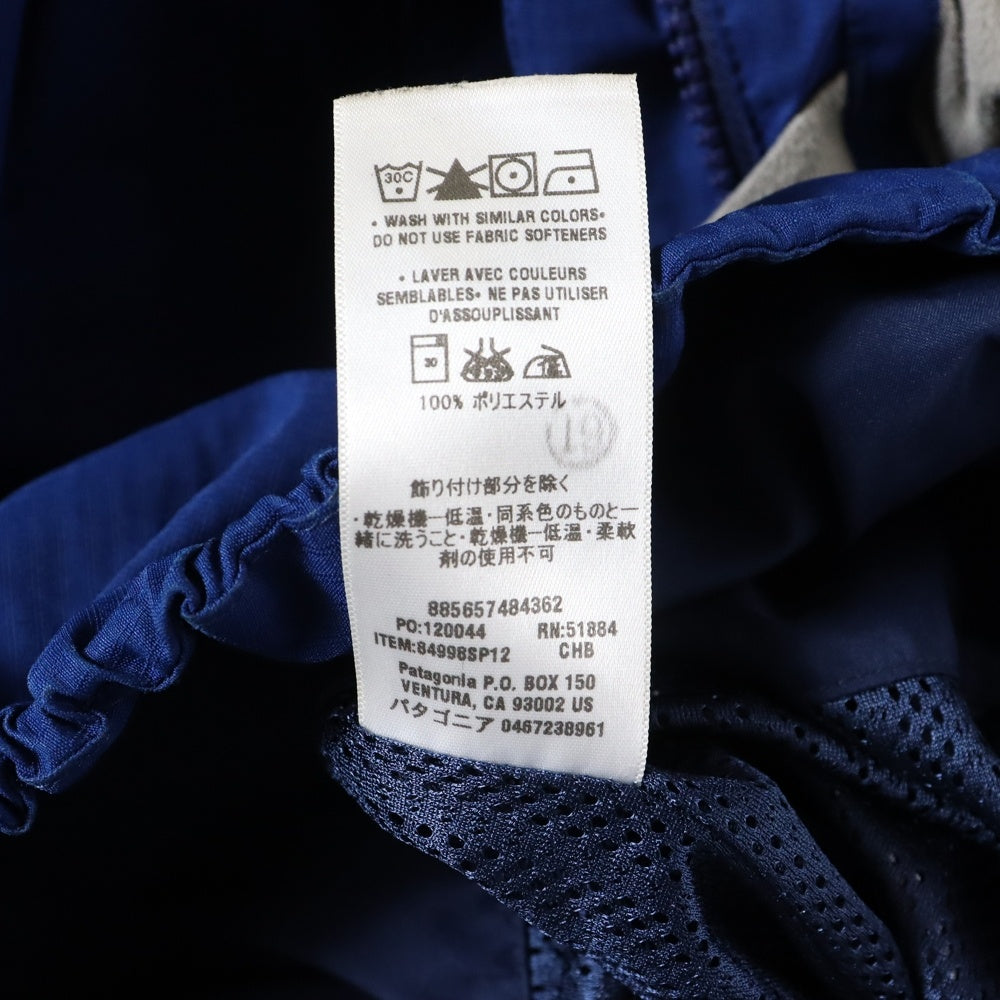 30C
• WASH WITH SIMILAR COLORS•
DO NOT USE FABRIC SOFTENERS
• LAVER AVEC COULEURS
SEMBLABLES• NE PAS UTILISER
D'ASSOUPLISSANT
30
100% ポリエステル
19
飾り付け部分を除く
・乾燥機ー低温・同系色のものと一
緒に洗うこと・乾燥機ー低温・柔軟
剤の使用不可
885657484362
PO:120044 RN:51884
ITEM:84998SP12 CHB
Patagonia P.O. BOX 150
VENTURA, CA 93002 US
パタゴニア 0467238961